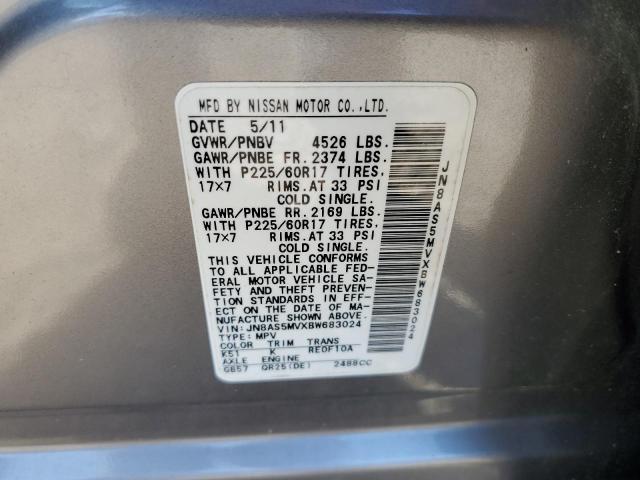 MFD BY NISSAN MOTOR CO.,LTD.
DATE 5/11
GVWR/PNBV 4526 LBS.
GAWR/PNBE FR. 2374 LBS.
WITH P225/60R17 TIRES.
17×7 RIMS.AT 33 PSI
COLD SINGLE.
GAWR/PNBE RR. 2169 LBS.
WITH P225/60R17 TIRES.
17×7 RIMS.AT 33 PSI
COLD SINGLE.
THIS VEHICLE CONFORMS
TO ALL APPLICABLE FED-
ERAL MOTOR VEHICLE SA-
FETY AND THEFT PREVEN-
TION STANDARDS IN EFF-
ECT ON THE DATE OF MA-
NUFACTURE SHOWN ABOVE.
VIN: JN8AS5MVXBW683024
TYPE: MPV
COLOR TRIM TRANS
K51 K RE0F10A
AXLE ENGINE
GB57 QR25(DE) 2488CC
JN8AS5MVXBW683024